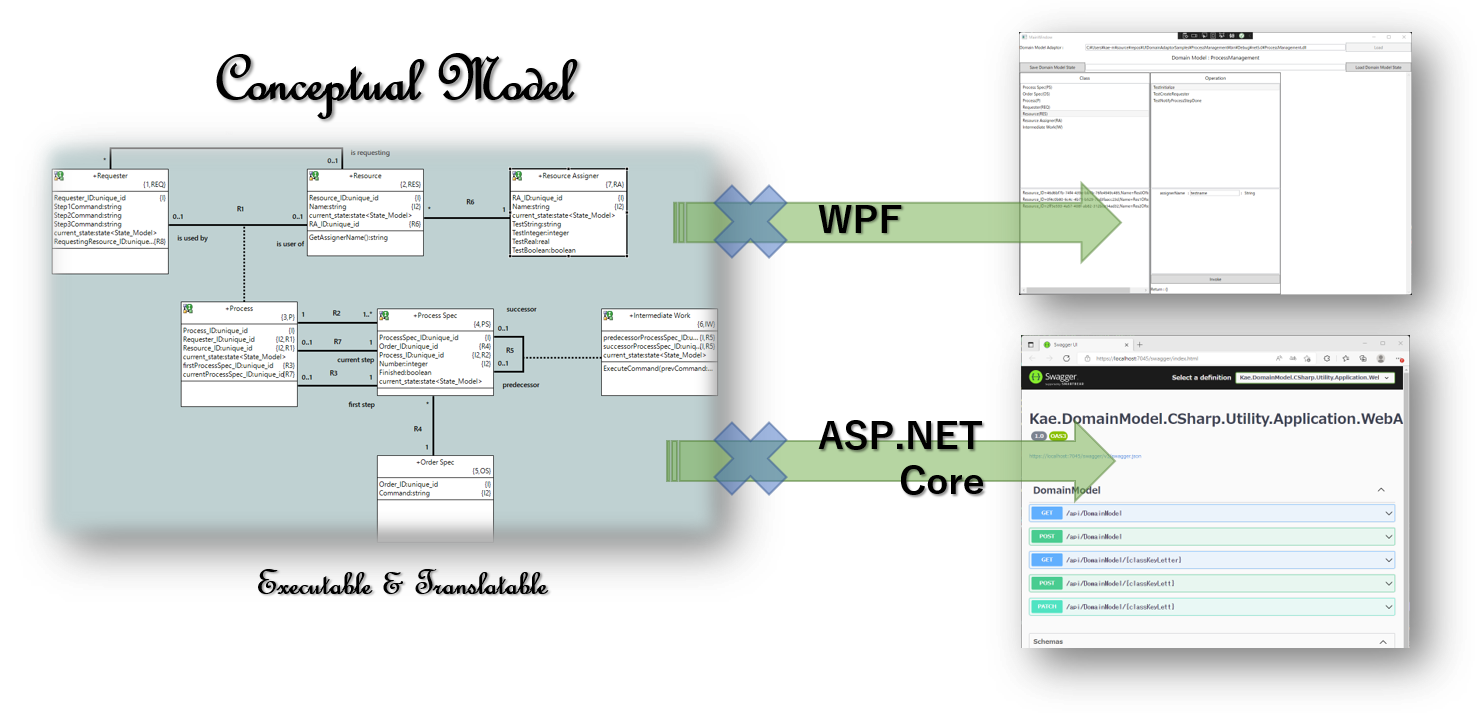 Conceptual Model
is requesting
*
0..1
+Requester
{1,REQ}
Requester_ID:unique_id {I}
Step1Command:string
Step2Command:string
Step3Command:string
current_state:state<State_Model>
RequestingResource_ID:unique...{R8}
0..1
R1
0..1
is used by
is user of
+Resource
{2,RES}
Resource_ID:unique_id {I}
Name:string {I2}
current_state:state<State_Model>
RA_ID:unique_id {R6}
GetAssignerName():string
*
R6
1
+Resource Assigner
{7,RA}
RA_ID:unique_id {I}
Name:string {I2}
current_state:state<State_Model>
TestString:string
TestInteger:integer
TestReal:real
TestBoolean:boolean
+Process
{3,P}
Process_ID:unique_id {I}
Requester_ID:unique_id {I2,R1}
Resource_ID:unique_id {I2,R1}
current_state:state<State_Model>
firstProcessSpec_ID:unique_id {R3}
currentProcessSpec_ID:unique_id{R7}
1
R2
1..*
0..1
R7
1
current step
0..1
R3
1
first step
+Process Spec
{4,PS}
ProcessSpec_ID:unique_id {I}
Order_ID:unique_id {R4}
Process_ID:unique_id {I2,R2}
Number:integer {I2}
Finished:boolean
current_state:state<State_Model>
successor
0..1
R5
0..1
predecessor
+Intermediate Work
{6,IW}
predecessorProcessSpec_ID:u...{I,R5}
successorProcessSpec_ID:uniq...{I,R5}
current_state:state<State_Model>
ExecuteCommand(prevCommand:...
*
R4
1
+Order Spec
{5,OS}
Order_ID:unique_id {I}
Command:string {I2}
Executable & Translatable
WPF
ASP.NET
Core
Domain Model Adaptor :
Load
Domain Model : ProcessManagement
Save Domain Model State
Load Domain Model State
Class
Operation
Process Spec(PS)
Order Spec(OS)
Process(P)
Requester(REQ)
Resource(RES)
Resource Assigner(RA)
Intermediate Work(IW)
TestInitialize
TestCreateRequester
TestNotifyProcessStepDone
assignerName : testname : String
Invoke
Return :
Swagger UI
https://localhost:7045/swagger/index.html
Swagger
Select a definition
Kae.DomainModel.CSharp.Utility.Application.Wel
Kae.DomainModel.CSharp.Utility.Application.WebA
1.0
OAS3
DomainModel
GET /api/DomainModel
POST /api/DomainModel
GET /api/DomainModel/{classKeyLetter}
POST /api/DomainModel/{classKeyLett}
PATCH /api/DomainModel/{classKeyLett}
Schemas